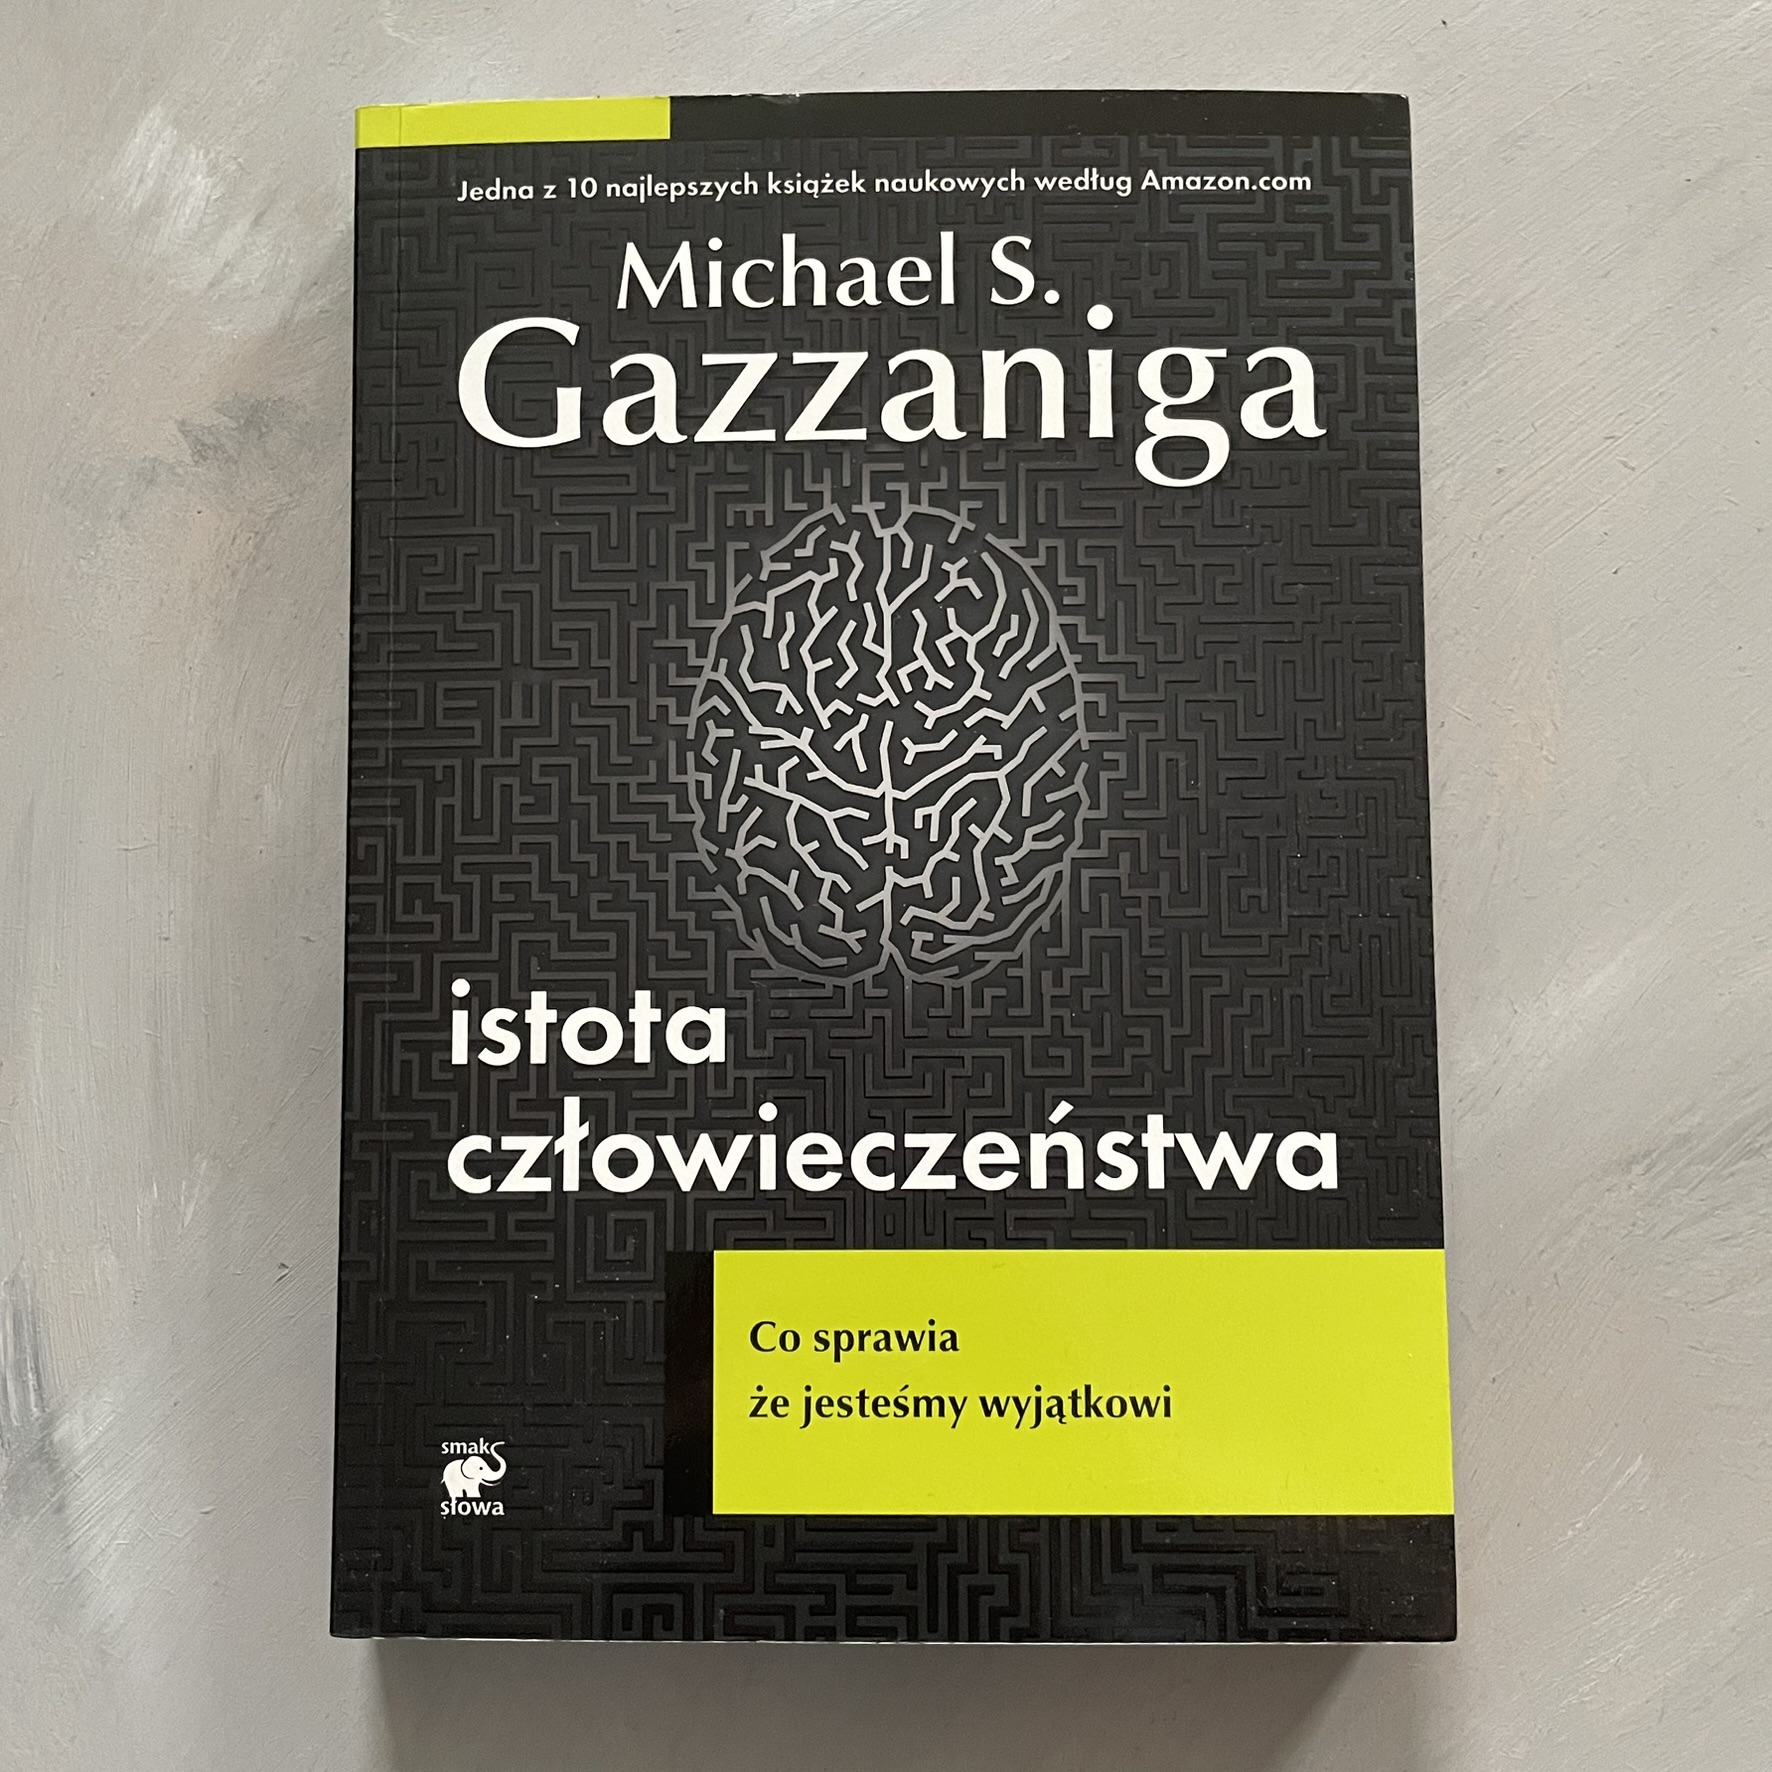 Jedna z 10 najlepszych książek naukowych według Amazon.com
Michael S.
Gazzaniga
istota
człowieczeństwa
Co sprawia
że jesteśmy wyjątkowi
smak
słowa